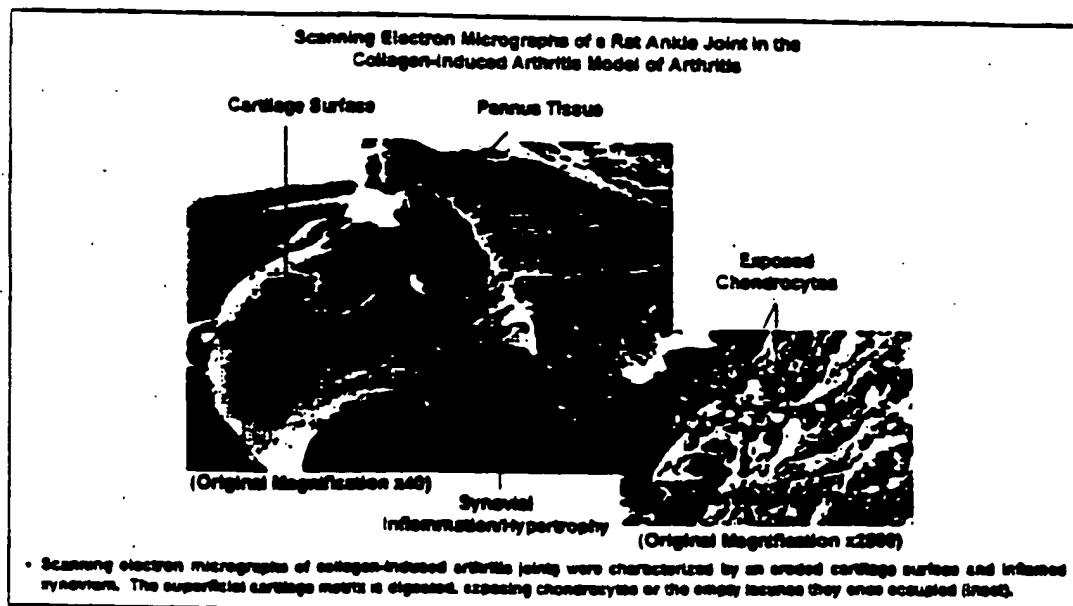 Scanning Electron Micrographs of a Rat Ankle Joint in the
Collagen-Induced Arthritis Model of Arthritis
Cartilage Surface
Pannus Tissue
Exposed
Chondrocytes
(Original Magnification x40)
Synovial
Inflammation/Hypertrophy
(Original Magnification
• Scanning electron micrographs of collagen-induced arthritis joints were characterized by an eroded cartilage surface and inflamed
synovium. The superficial cartilage matrix is digested, exposing chondrocytes or the empty lacunae they once occupied (inset).